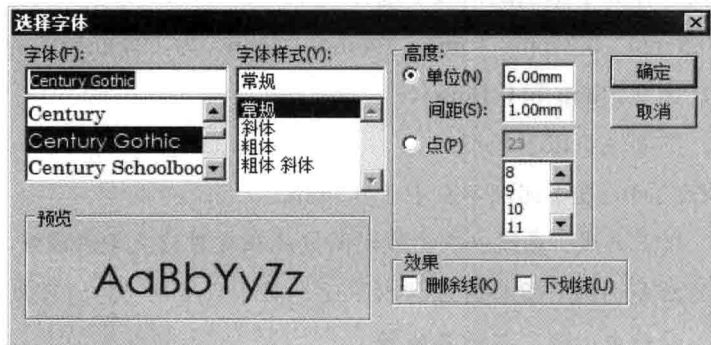 选择字体
字体(F):
Century Gothic
Century
Century Gothic
Century Schoolboo
字体样式(Y):
常规
常规
斜体
粗体
粗体 斜体
高度:
单位(N) 6.00mm
间距(S): 1.00mm
点(P) 23
8
9
10
11
确定
取消
预览
AaBbYyZz
效果
删除线(K) 下划线(U)